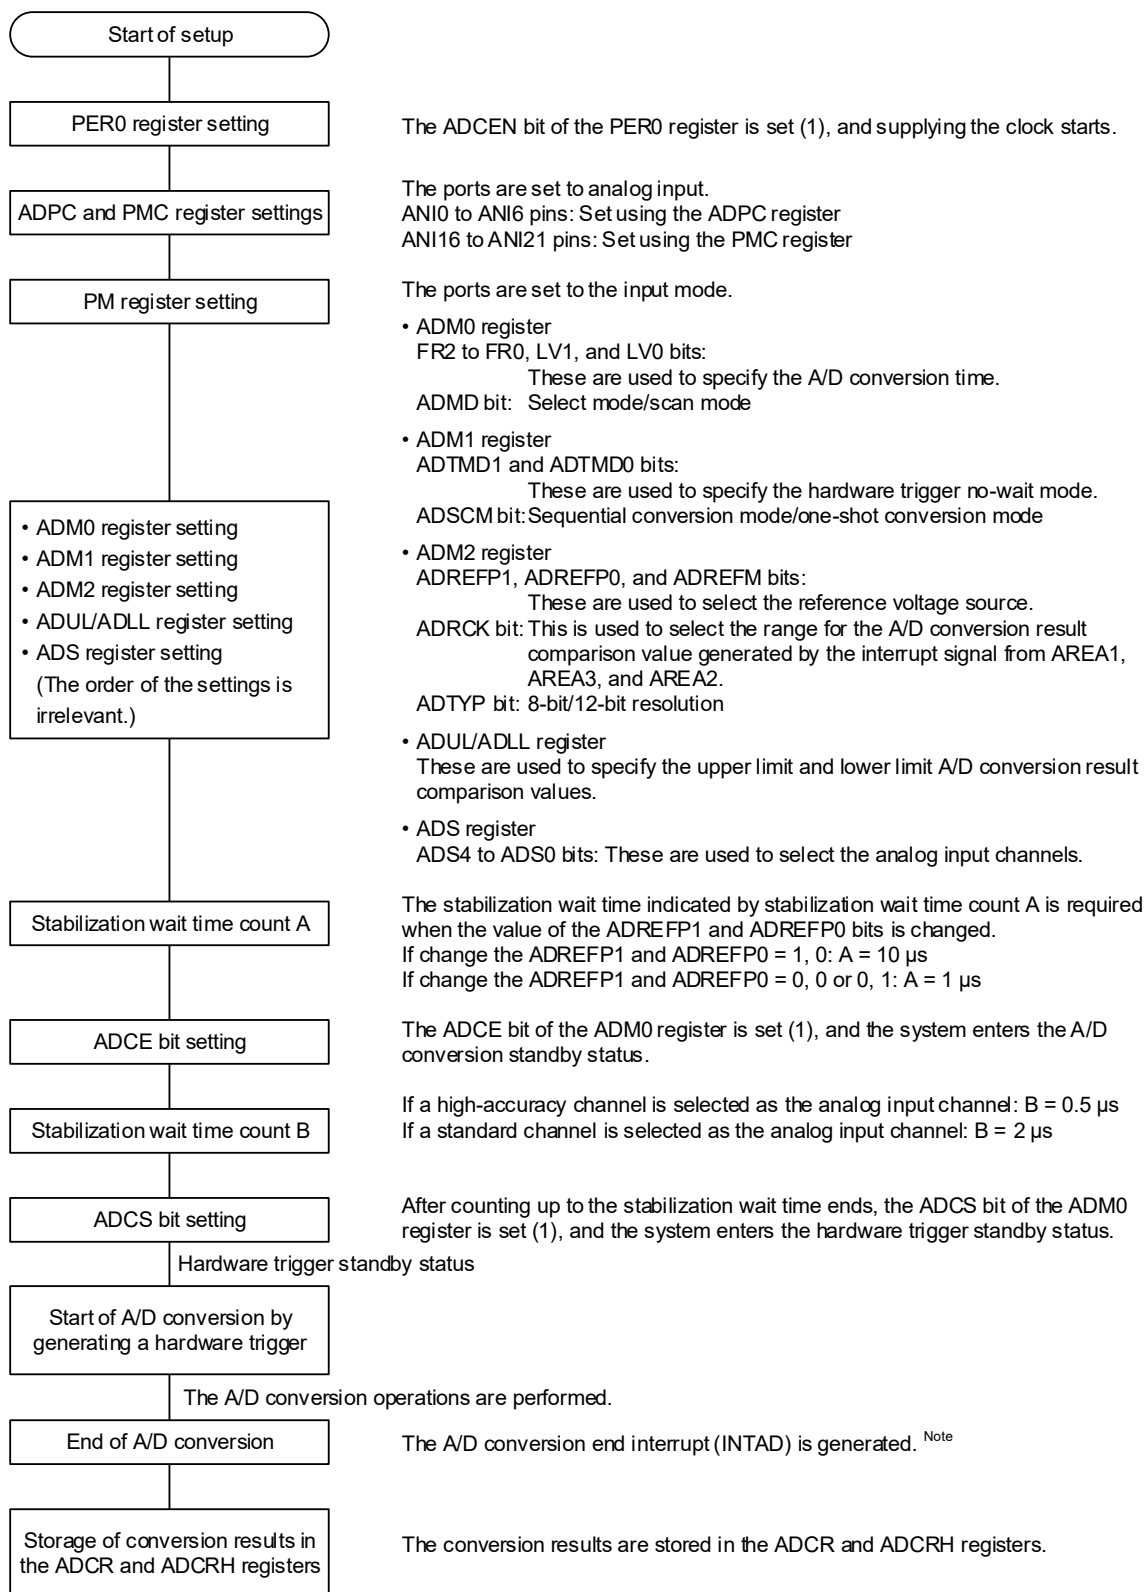 Start of setup
PER0 register setting
The ADCEN bit of the PER0 register is set (1), and supplying the clock starts.
ADPC and PMC register settings
The ports are set to analog input.
ANI0 to ANI6 pins: Set using the ADPC register
ANI16 to ANI21 pins: Set using the PMC register
PM register setting
The ports are set to the input mode.
• ADM0 register setting
• ADM1 register setting
• ADM2 register setting
• ADUL/ADLL register setting
• ADS register setting
(The order of the settings is
irrelevant.)
• ADM0 register
FR2 to FR0, LV1, and LV0 bits:
These are used to specify the A/D conversion time.
ADMD bit: Select mode/scan mode
• ADM1 register
ADTMD1 and ADTMD0 bits:
These are used to specify the hardware trigger no-wait mode.
ADSCM bit: Sequential conversion mode/one-shot conversion mode
• ADM2 register
ADREFP1, ADREFP0, and ADREFM bits:
These are used to select the reference voltage source.
ADRCK bit: This is used to select the range for the A/D conversion result
comparison value generated by the interrupt signal from AREA1,
AREA3, and AREA2.
ADTYP bit: 8-bit/12-bit resolution
• ADUL/ADLL register
These are used to specify the upper limit and lower limit A/D conversion result
comparison values.
• ADS register
ADS4 to ADS0 bits: These are used to select the analog input channels.
Stabilization wait time count A
The stabilization wait time indicated by stabilization wait time count A is required
when the value of the ADREFP1 and ADREFP0 bits is changed.
If change the ADREFP1 and ADREFP0 = 1, 0: A = 10 µs
If change the ADREFP1 and ADREFP0 = 0, 0 or 0, 1: A = 1 µs
ADCE bit setting
The ADCE bit of the ADM0 register is set (1), and the system enters the A/D
conversion standby status.
Stabilization wait time count B
If a high-accuracy channel is selected as the analog input channel: B = 0.5 µs
If a standard channel is selected as the analog input channel: B = 2 µs
ADCS bit setting
After counting up to the stabilization wait time ends, the ADCS bit of the ADM0
register is set (1), and the system enters the hardware trigger standby status.
Hardware trigger standby status
Start of A/D conversion by
generating a hardware trigger
The A/D conversion operations are performed.
End of A/D conversion
The A/D conversion end interrupt (INTAD) is generated. Note
Storage of conversion results in
the ADCR and ADCRH registers
The conversion results are stored in the ADCR and ADCRH registers.